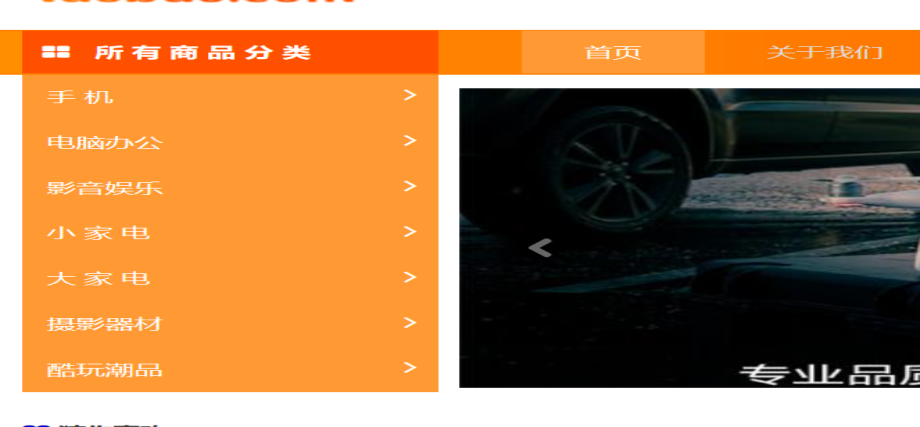 所有商品分类
首页
关于我们
手 机
>
电脑办公
>
影音娱乐
>
小 家 电
>
大 家 电
>
摄影器材
>
酷玩潮品
>
<
专业品质